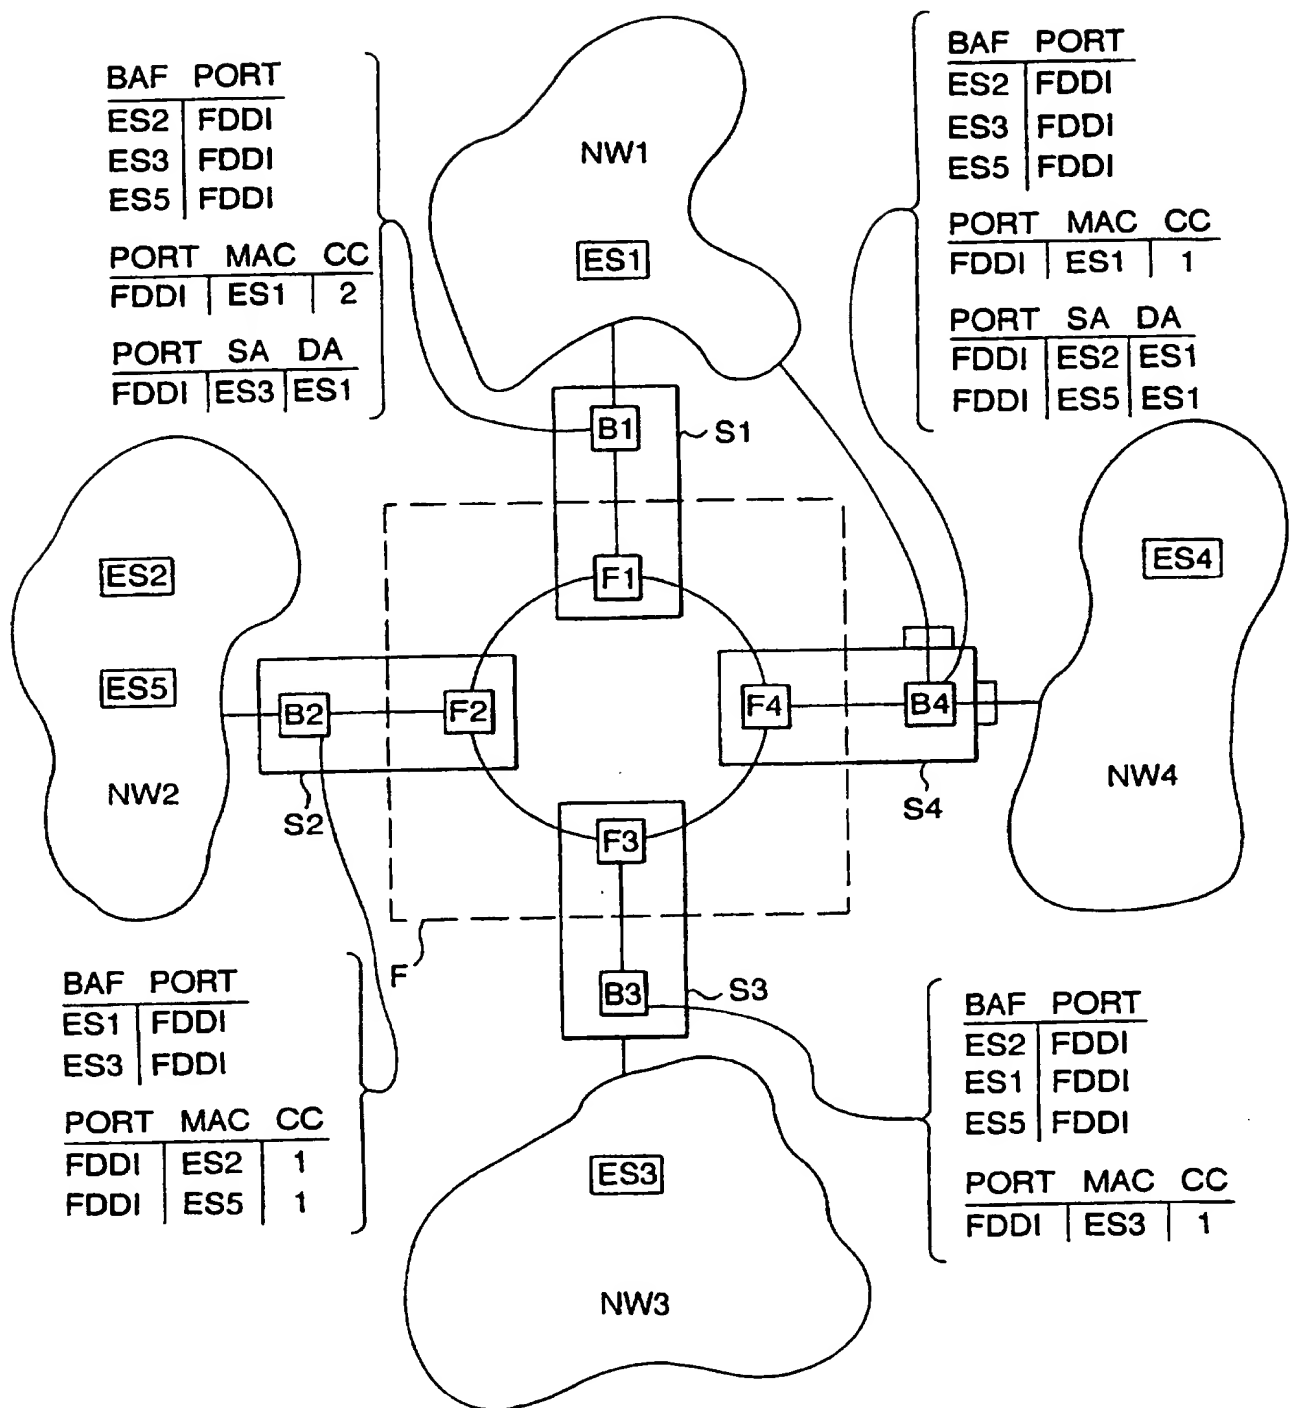 BAF PORT
ES2 FDDI
ES3 FDDI
ES5 FDDI
PORT MAC CC
FDDI ES1 2
PORT SA DA
FDDI ES3 ES1
NW1
ES1
BAF PORT
ES2 FDDI
ES3 FDDI
ES5 FDDI
PORT MAC CC
FDDI ES1 1
PORT SA DA
FDDI ES2 ES1
FDDI ES5 ES1
B1
S1
F1
ES2
ES5
NW2
B2
F2
S2
F4
B4
S4
ES4
NW4
F3
F
B3
S3
BAF PORT
ES1 FDDI
ES3 FDDI
PORT MAC CC
FDDI ES2 1
FDDI ES5 1
BAF PORT
ES2 FDDI
ES1 FDDI
ES5 FDDI
PORT MAC CC
FDDI ES3 1
ES3
NW3